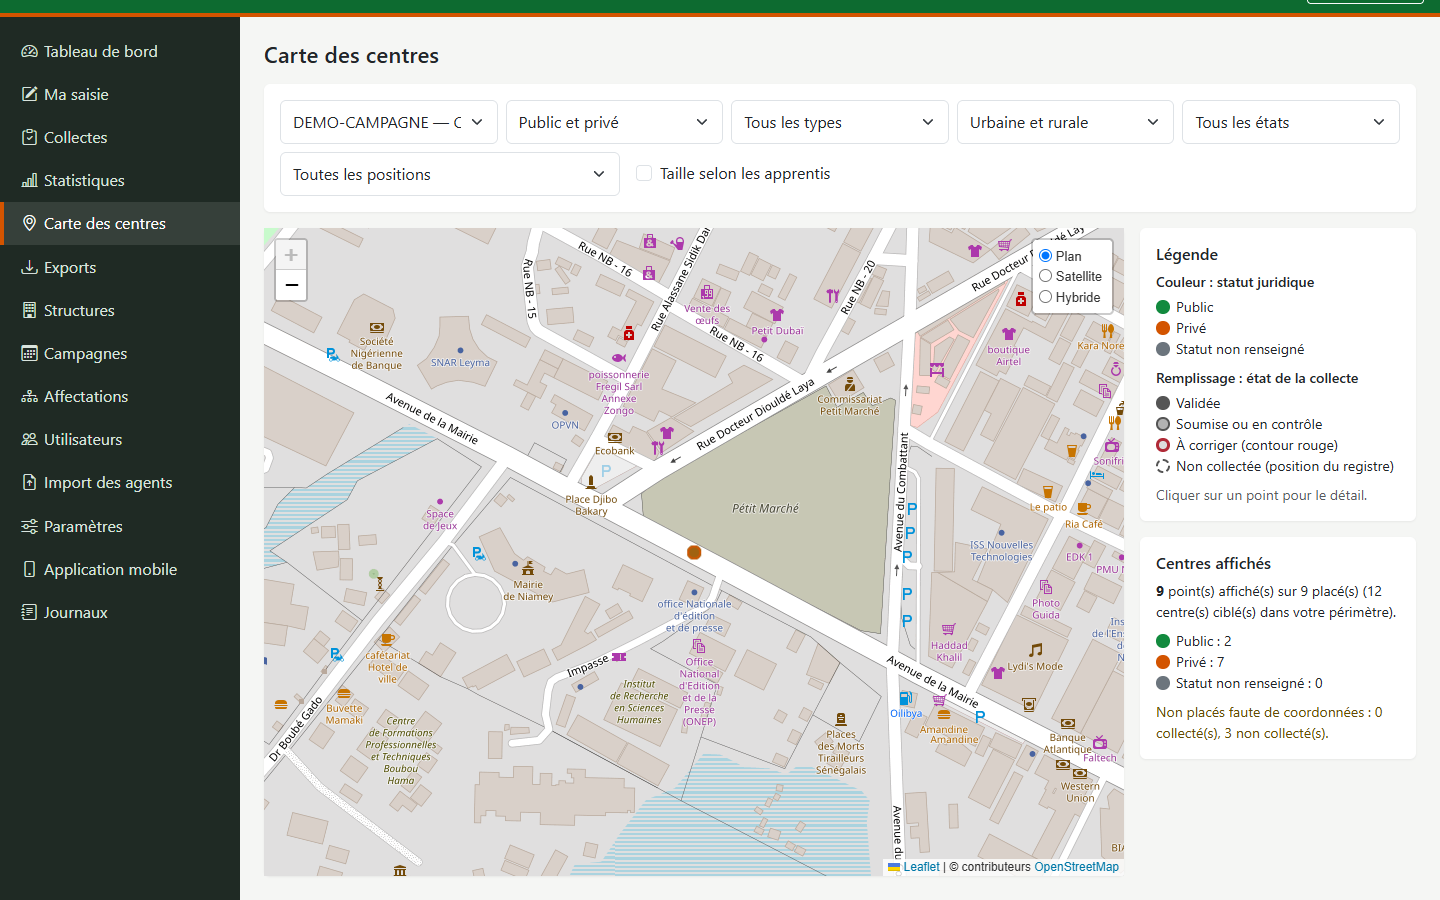 Tableau de bord
Ma saisie
Collectes
Statistiques
Carte des centres
Exports
Structures
Campagnes
Affectations
Utilisateurs
Import des agents
Paramètres
Application mobile
Journaux
Carte des centres
DEMO-CAMPAGNE — C
Public et privé
Tous les types
Urbaine et rurale
Tous les états
Toutes les positions
Taille selon les apprentis
+
−
Plan
Satellite
Hybride
Rue NB - 16
Rue NB - 15
Rue Alassane Sidik Dan
Rue NB - 20
Rue Docteur Diouldé Lay
Vente des
œufs
Petit Dubai
Rue NB - 16
Société
Nigérienne
de Banque
SNAR Leyma
poissonnerie
Fregil Sarl
Annexe
Zongo
boutique
Airtel
Kara Nore
Commissariat
Petit Marché
Avenue de la Mairie
OPVN
Ecobank
Rue Docteur Diouldé Laya
Place Djibo
Bakary
Petit Marché
Avenue du Combattant
Space
de Jeux
Sonifri
Le patio
Ria Café
ISS Nouvelles
Technologies
EDK 1
PMU N
Mairie
de Niamey
office Nationale
d'édition
et de presse
Photo
Guida
Haddad
Khalil
Lydi's Mode
cafétariat
Hotel de
ville
Impasse
Office
National
d'Edition
et de la
Presse
(ONEP)
Institut
de Recherche
en Sciences
Humaines
Avenue de la Mairie
Buvette
Mamaki
Dr Boubé Gado
Centre
de Formations
Professionnelles
et Techniques
Boubou
Hama
Places
des Morts
Tirailleurs
Sénégalais
Oilibya
Amandine
Amandine
Banque
Atlantique
Faltech
Western
Union
Avenue du
BIA
Leaflet | © contributeurs OpenStreetMap
Légende
Couleur : statut juridique
Public
Privé
Statut non renseigné
Remplissage : état de la collecte
Validée
Soumise ou en contrôle
À corriger (contour rouge)
Non collectée (position du registre)
Cliquer sur un point pour le détail.
Centres affichés
9 point(s) affiché(s) sur 9 placé(s) (12
centre(s) ciblé(s) dans votre périmètre).
Public : 2
Privé : 7
Statut non renseigné : 0
Non placés faute de coordonnées : 0
collecté(s), 3 non collecté(s).